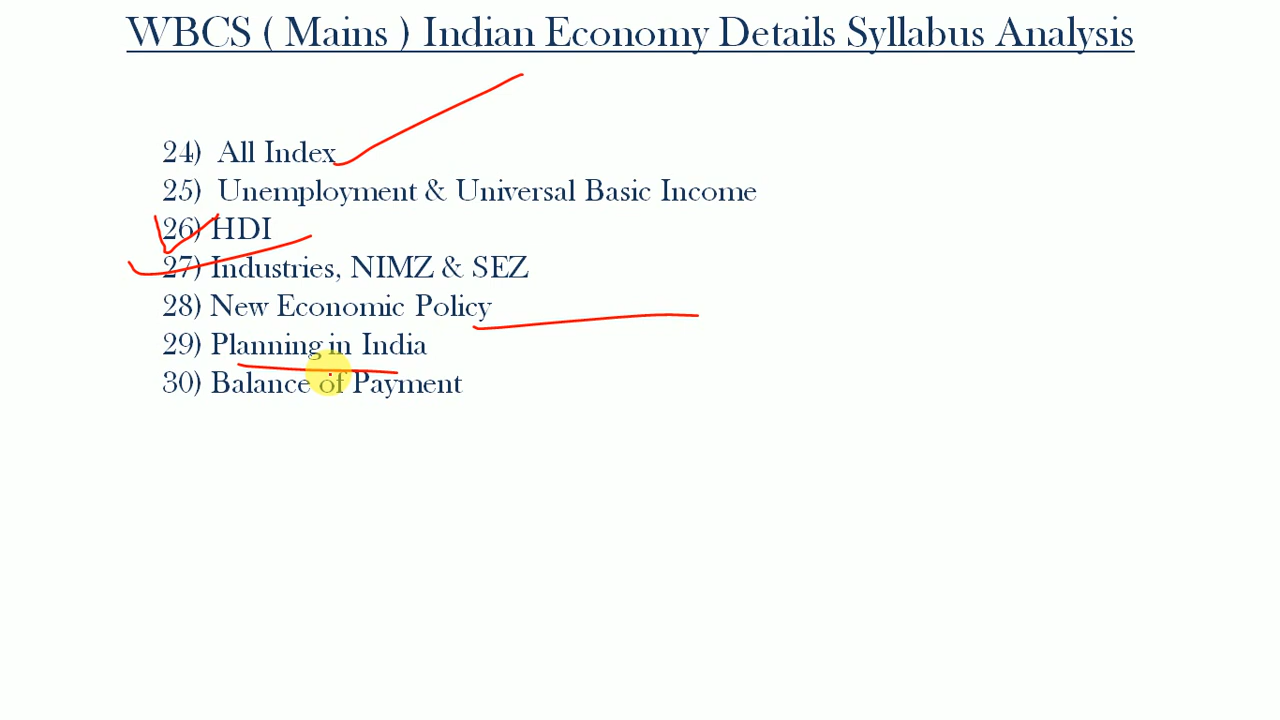 WBCS ( Mains ) Indian Economy Details Syllabus Analysis
24) All Index
25) Unemployment & Universal Basic Income
26) HDI
27) Industries, NIMZ & SEZ
28) New Economic Policy
29) Planning in India
30) Balance of Payment